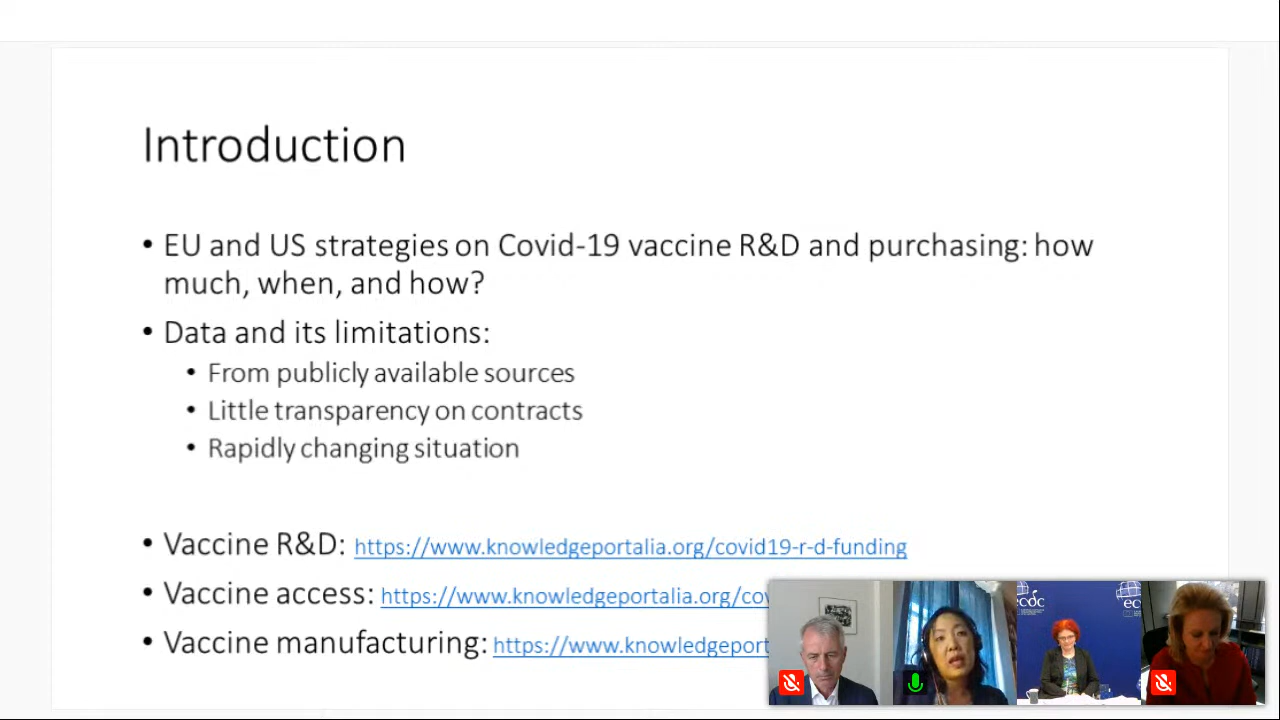 Introduction
• EU and US strategies on Covid-19 vaccine R&D and purchasing: how
much, when, and how?
• Data and its limitations:
• From publicly available sources
• Little transparency on contracts
• Rapidly changing situation
• Vaccine R&D: https://www.knowledgeportalia.org/covid19-r-d-funding
• Vaccine access: https://www.knowledgeportalia.org/cov
• Vaccine manufacturing: https://www.knowledgeport
ecdc
ec